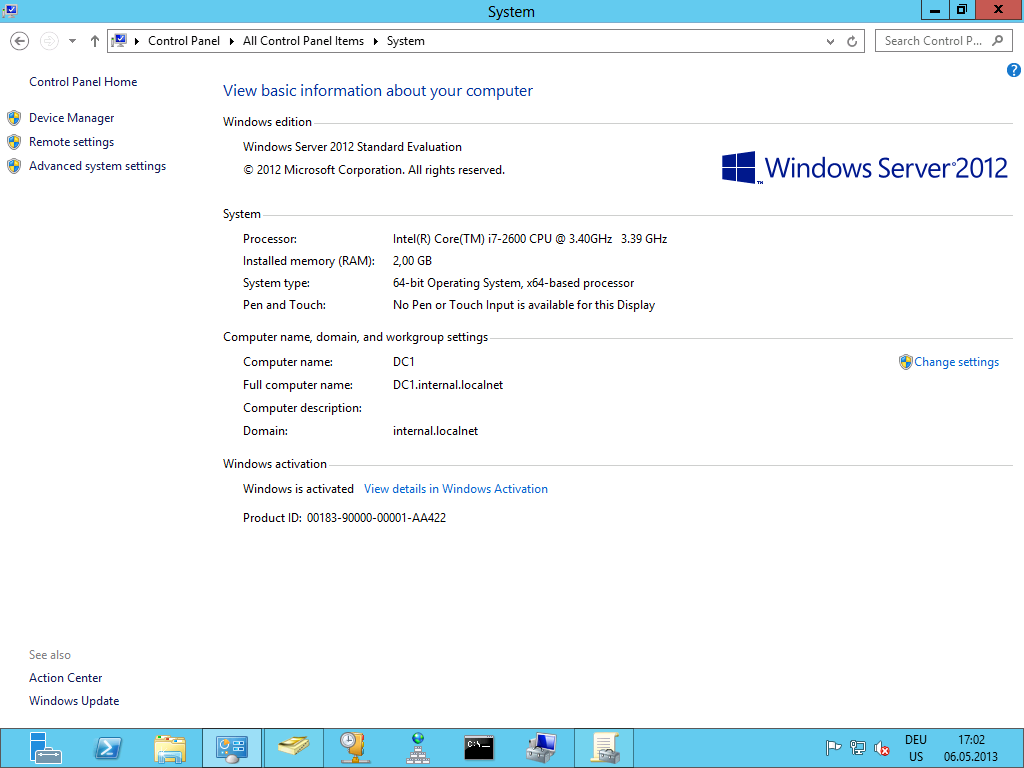 System
Control Panel All Control Panel Items System
Search Control P...
Control Panel Home
Device Manager
Remote settings
Advanced system settings
View basic information about your computer
Windows edition
Windows Server 2012 Standard Evaluation
© 2012 Microsoft Corporation. All rights reserved.
Windows Server 2012
System
Processor: Intel(R) Core(TM) i7-2600 CPU @ 3.40GHz 3.39 GHz
Installed memory (RAM): 2,00 GB
System type: 64-bit Operating System, x64-based processor
Pen and Touch: No Pen or Touch Input is available for this Display
Computer name, domain, and workgroup settings
Computer name: DC1
Change settings
Full computer name: DC1.internal.localnet
Computer description:
Domain: internal.localnet
Windows activation
Windows is activated View details in Windows Activation
Product ID: 00183-90000-00001-AA422
See also
Action Center
Windows Update
DEU 17:02
US 06.05.2013